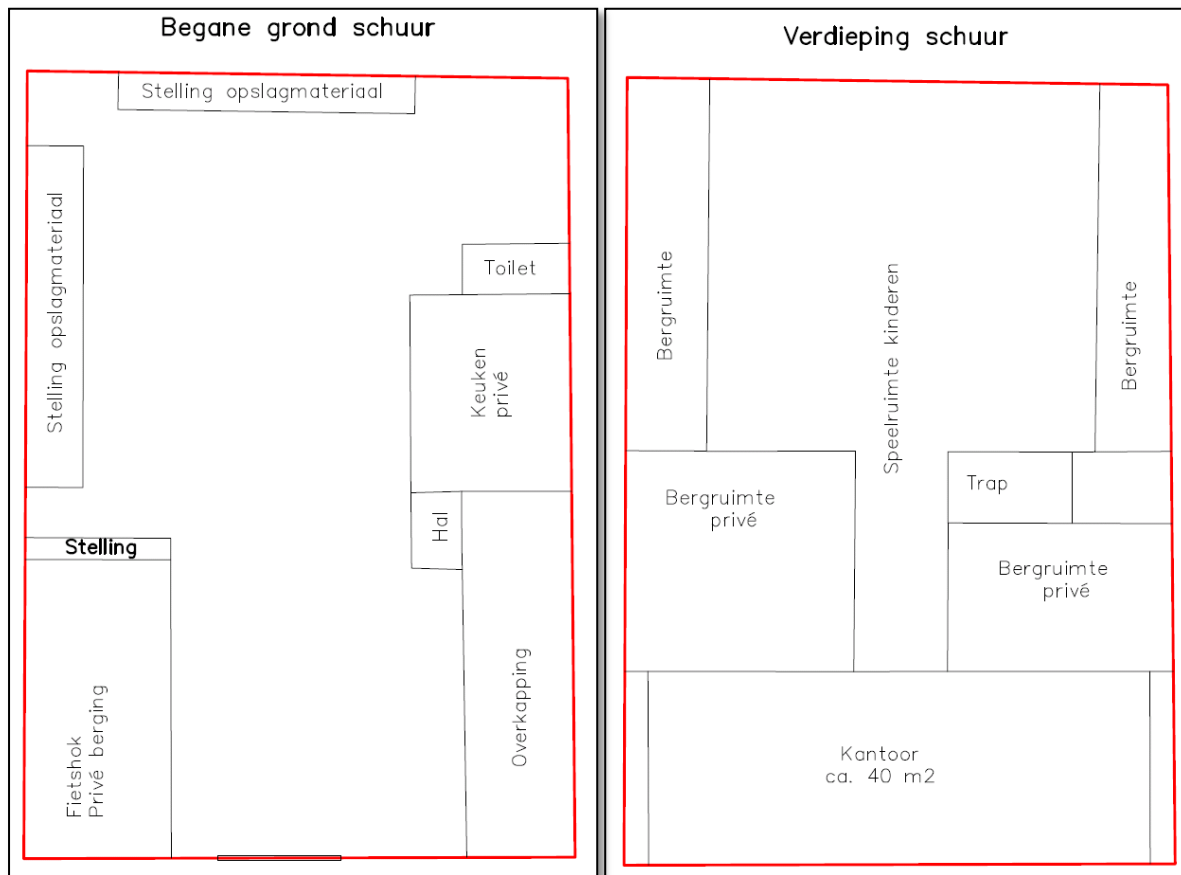 Begane grond schuur
Stelling opslagmateriaal
Stelling opslagmateriaal
Toilet
Keuken
privé
Hal
Stelling
Overkapping
Fietshok
Privé berging
Verdieping schuur
Bergruimte
Speelruimte kinderen
Bergruimte
Bergruimte
privé
Trap
Bergruimte
privé
Kantoor
ca. 40 m2